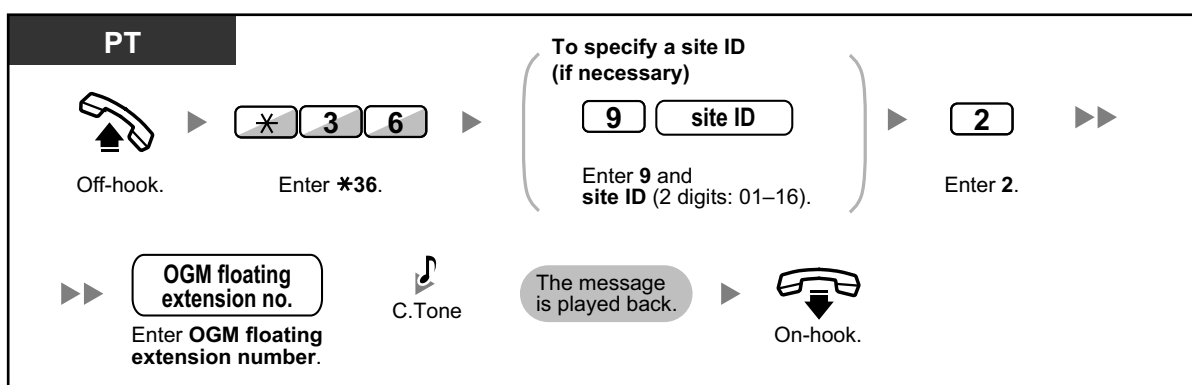 PT
To specify a site ID
(if necessary)
✳ 3 6
9 site ID
2
Off-hook.
Enter ✳36.
Enter 9 and
site ID (2 digits: 01–16).
Enter 2.
OGM floating
extension no.
C.Tone
The message
is played back.
Enter OGM floating
extension number.
On-hook.